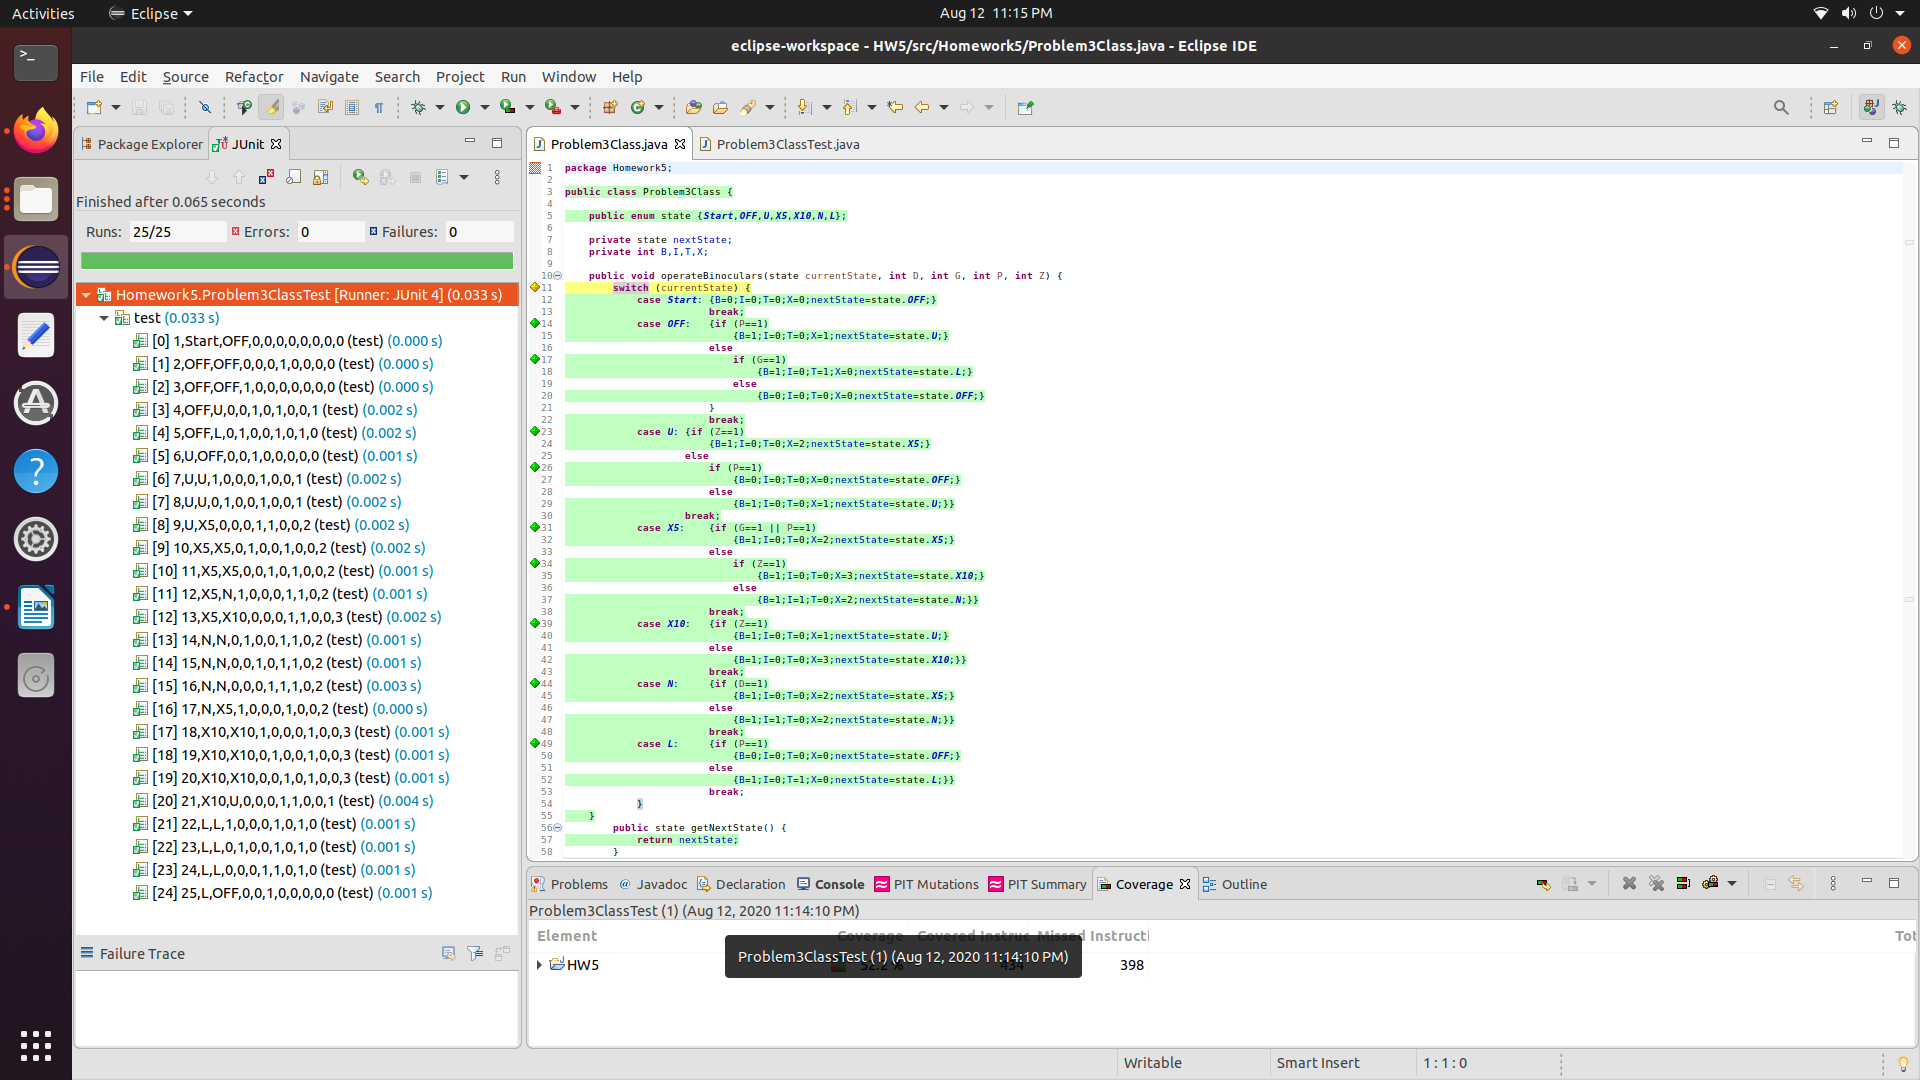 Activities
Eclipse
Aug 12 11:15 PM
eclipse-workspace - HW5/src/Homework5/Problem3Class.java - Eclipse IDE
File Edit Source Refactor Navigate Search Project Run Window Help
Package Explorer
JUnit
Finished after 0.065 seconds
Runs: 25/25 Errors: 0 Failures: 0
Homework5.Problem3ClassTest [Runner: JUnit 4] (0.033 s)
test (0.033 s)
[0] 1,Start,OFF,0,0,0,0,0,0,0,0 (test) (0.000 s)
[1] 2,OFF,OFF,0,0,0,1,0,0,0,0 (test) (0.000 s)
[2] 3,OFF,OFF,1,0,0,0,0,0,0,0 (test) (0.000 s)
[3] 4,OFF,U,0,0,1,0,1,0,0,1 (test) (0.002 s)
[4] 5,OFF,L,0,1,0,0,1,0,1,0 (test) (0.002 s)
[5] 6,U,OFF,0,0,1,0,0,0,0,0 (test) (0.001 s)
[6] 7,U,U,1,0,0,0,1,0,0,1 (test) (0.002 s)
[7] 8,U,U,0,1,0,0,1,0,0,1 (test) (0.002 s)
[8] 9,U,X5,0,0,0,1,1,0,0,2 (test) (0.002 s)
[9] 10,X5,X5,0,1,0,0,1,0,0,2 (test) (0.002 s)
[10] 11,X5,X5,0,0,1,0,1,0,0,2 (test) (0.001 s)
[11] 12,X5,N,1,0,0,0,1,1,0,2 (test) (0.001 s)
[12] 13,X5,X10,0,0,0,1,1,0,0,3 (test) (0.002 s)
[13] 14,N,N,0,1,0,0,1,1,0,2 (test) (0.001 s)
[14] 15,N,N,0,0,1,0,1,1,0,2 (test) (0.001 s)
[15] 16,N,N,0,0,0,1,1,1,0,2 (test) (0.003 s)
[16] 17,N,X5,1,0,0,0,1,0,0,2 (test) (0.000 s)
[17] 18,X10,X10,1,0,0,0,1,0,0,3 (test) (0.001 s)
[18] 19,X10,X10,0,1,0,0,1,0,0,3 (test) (0.001 s)
[19] 20,X10,X10,0,0,1,0,1,0,0,3 (test) (0.001 s)
[20] 21,X10,U,0,0,0,1,1,0,0,1 (test) (0.004 s)
[21] 22,L,L,1,0,0,0,1,0,1,0 (test) (0.001 s)
[22] 23,L,L,0,1,0,0,1,0,1,0 (test) (0.001 s)
[23] 24,L,L,0,0,0,1,1,0,1,0 (test) (0.001 s)
[24] 25,L,OFF,0,0,1,0,0,0,0,0 (test) (0.001 s)
Failure Trace
Problem3Class.java
Problem3ClassTest.java
1 package Homework5;
2
3 public class Problem3Class {
4
5 public enum state {Start,OFF,U,X5,X10,N,L};
6
7 private state nextState;
8 private int B,I,T,X;
9
10 public void operateBinoculars(state currentState, int D, int G, int P, int Z) {
11 switch (currentState) {
12 case Start: {B=0;I=0;T=0;X=0;nextState=state.OFF;}
13 break;
14 case OFF: {if (P==1)
15 {B=1;I=0;T=0;X=1;nextState=state.U;}
16 else
17 if (G==1)
18 {B=1;I=0;T=1;X=0;nextState=state.L;}
19 else
20 {B=0;I=0;T=0;X=0;nextState=state.OFF;}
21 }
22 break;
23 case U: {if (Z==1)
24 {B=1;I=0;T=0;X=2;nextState=state.X5;}
25 else
26 if (P==1)
27 {B=0;I=0;T=0;X=0;nextState=state.OFF;}
28 else
29 {B=1;I=0;T=0;X=1;nextState=state.U;}}
30 break;
31 case X5: {if (G==1 || P==1)
32 {B=1;I=0;T=0;X=2;nextState=state.X5;}
33 else
34 if (Z==1)
35 {B=1;I=0;T=0;X=3;nextState=state.X10;}
36 else
37 {B=1;I=1;T=0;X=2;nextState=state.N;}}
38 break;
39 case X10: {if (Z==1)
40 {B=1;I=0;T=0;X=1;nextState=state.U;}
41 else
42 {B=1;I=0;T=0;X=3;nextState=state.X10;}}
43 break;
44 case N: {if (D==1)
45 {B=1;I=0;T=0;X=2;nextState=state.X5;}
46 else
47 {B=1;I=1;T=0;X=2;nextState=state.N;}}
48 break;
49 case L: {if (P==1)
50 {B=0;I=0;T=0;X=0;nextState=state.OFF;}
51 else
52 {B=1;I=0;T=1;X=0;nextState=state.L;}}
53 break;
54 }
55 }
56 public state getNextState() {
57 return nextState;
58 }
Problems Javadoc Declaration Console PIT Mutations PIT Summary Coverage Outline
Problem3ClassTest (1) (Aug 12, 2020 11:14:10 PM)
Element Coverage Covered Instruc Missed Instructi Tot
Problem3ClassTest (1) (Aug 12, 2020 11:14:10 PM)
HW5 52.2 % 434 398
Writable Smart Insert 1 : 1 : 0